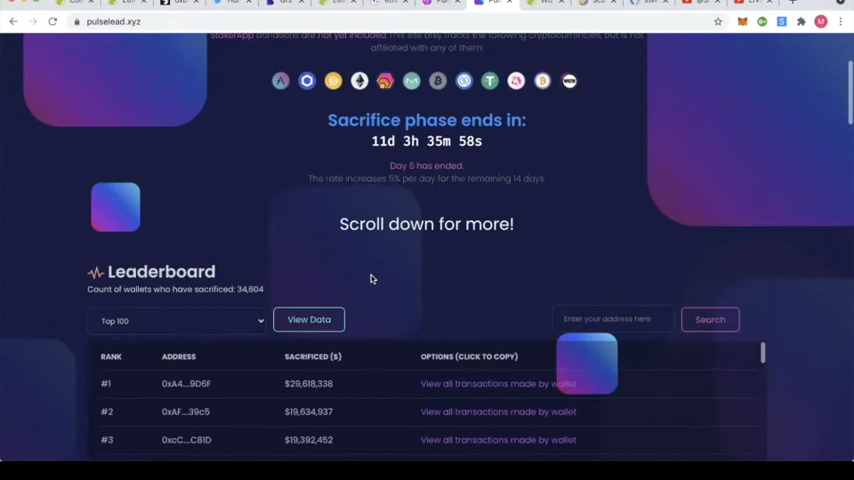 pulselead.xyz
StakerApp donations are not yet included This site only tracks the following cryptocurrencies, but is not
affiliated with any of them.
Sacrifice phase ends in:
11d 3h 35m 58s
Day 5 has ended.
The rate increases 5% per day for the remaining 14 days.
Scroll down for more!
Leaderboard
Count of wallets who have sacrificed: 34,604
Top 100
View Data
Enter your address here
Search
RANK ADDRESS SACRIFICED ($) OPTIONS (CLICK TO COPY)
#1 0xA4....9D6F $29,618,338 View all transactions made by wallet
#2 0xAF....39c5 $19,634,937 View all transactions made by wallet
#3 0xcC....C81D $19,392,452 View all transactions made by wallet